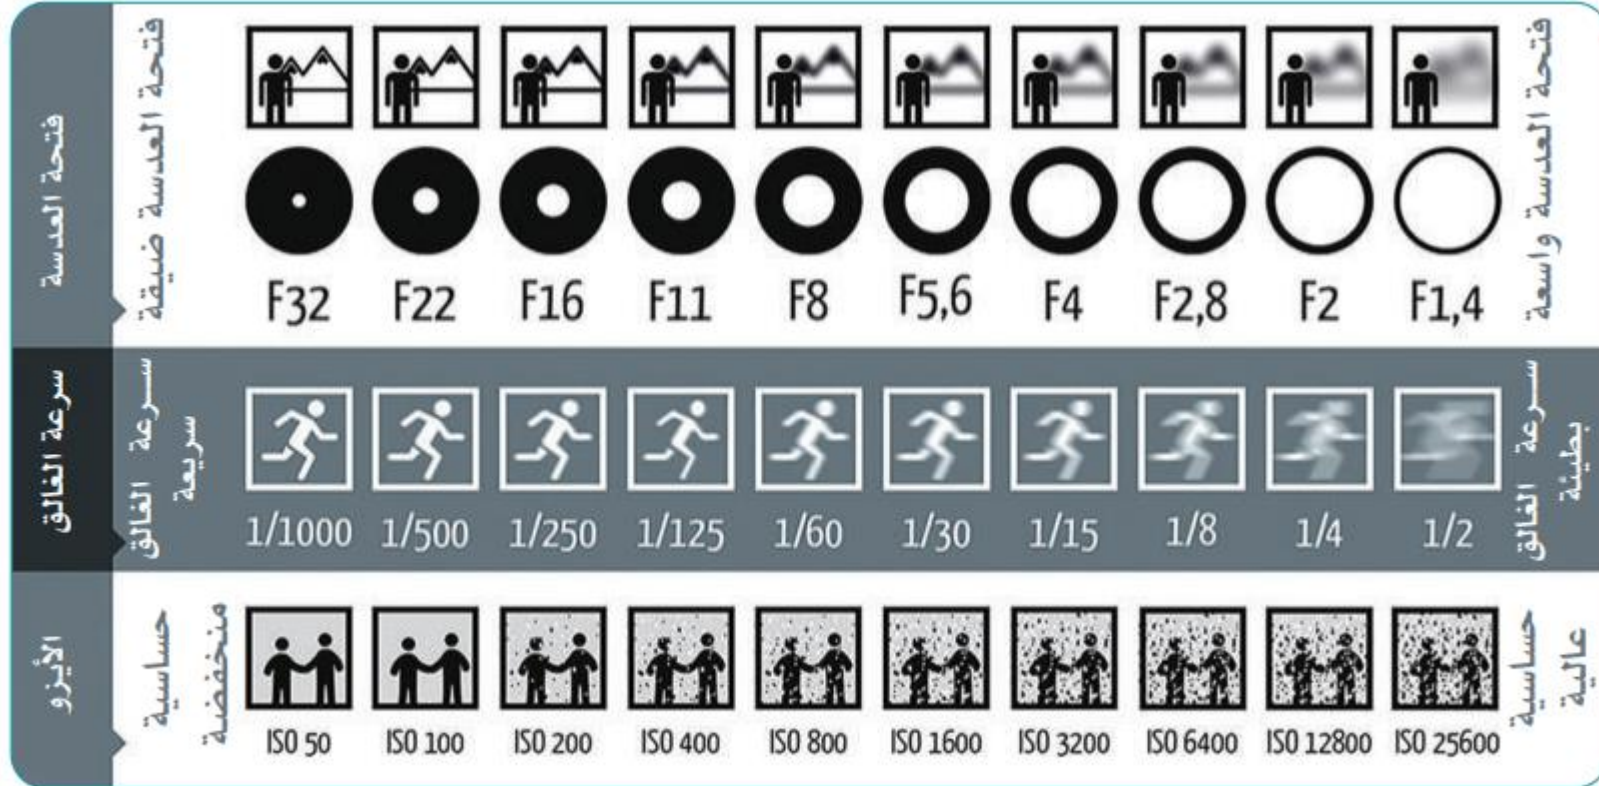 فتحة العدسة
فتحة العدسة ضيقة
F32 F22 F16 F11 F8 F5,6 F4 F2,8 F2 F1,4
فتحة العدسة واسعة
سرعة الغالق
ســرعة الغالق
سريعة
1/1000 1/500 1/250 1/125 1/60 1/30 1/15 1/8 1/4 1/2
ســرعة الغالق
بطيئة
الأيزو
حساسية
منخفضة
ISO 50 ISO 100 ISO 200 ISO 400 ISO 800 ISO 1600 ISO 3200 ISO 6400 ISO 12800 ISO 25600
حساسية
عالية